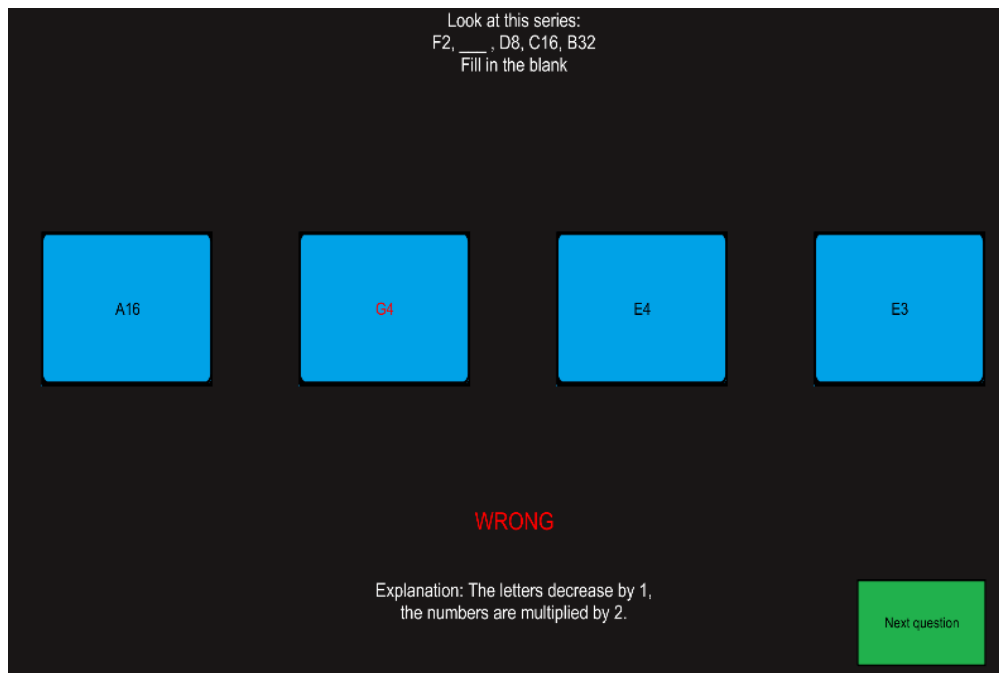 Look at this series:
F2, ___ , D8, C16, B32
Fill in the blank
A16
G4
E4
E3
WRONG
Explanation: The letters decrease by 1,
the numbers are multiplied by 2.
Next question